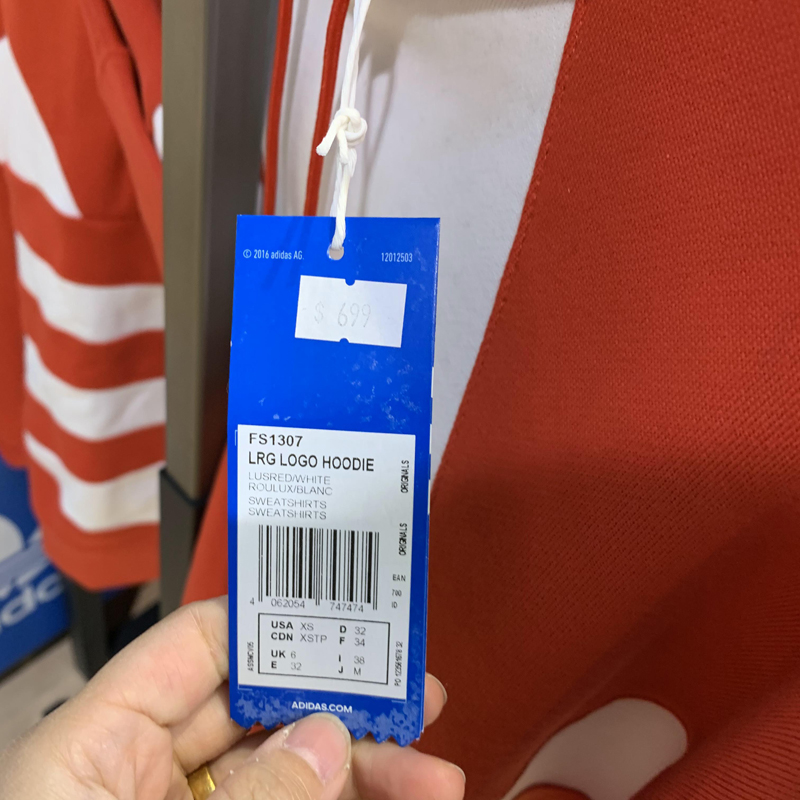 © 2016 adidas AG.
12012503
$ 699
FS1307
LRG LOGO HOODIE
LUSRED/WHITE
ROULUX/BLANC
SWEATSHIRTS
SWEATSHIRTS
ORIGINALS
ORIGINALS
EAN
ID
4 062054 747474
USA XS D 32
CDN XSTP F 34
UK 6 I 38
E 32 J M
ADIDAS.COM